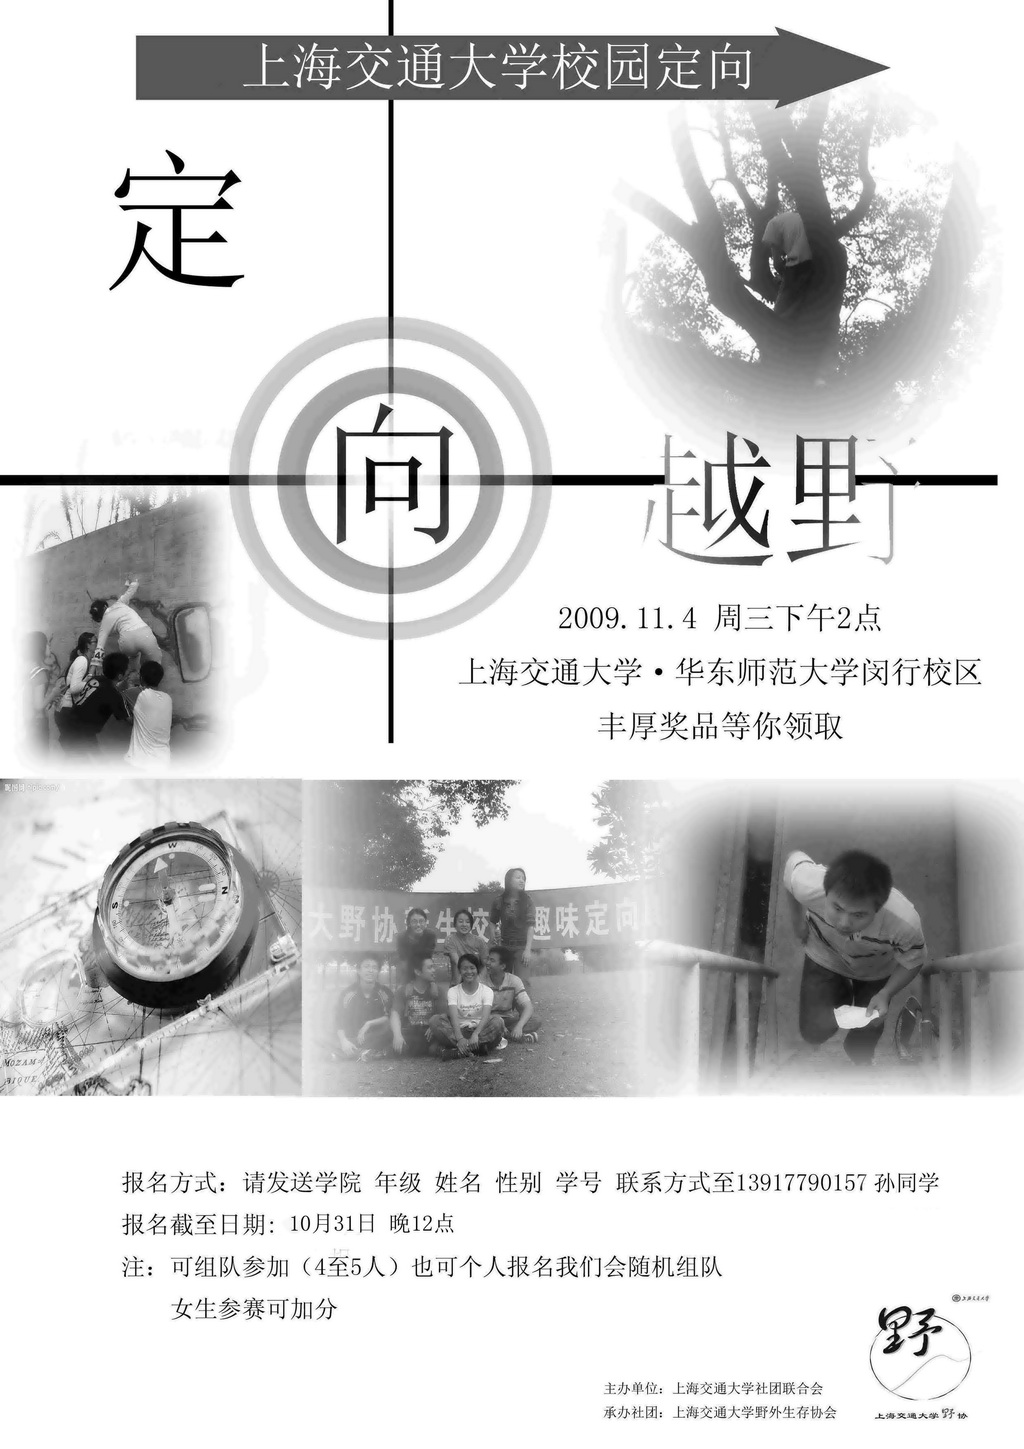 上海交通大学校园定向
定
向 越野
2009.11.4 周三下午2点
上海交通大学·华东师范大学闵行校区
丰厚奖品等你领取
W
N
S
大野协 生校 趣味定向
MOZAM-
BIQUE
报名方式：请发送学院 年级 姓名 性别 学号 联系方式至13917790157 孙同学
报名截至日期：10月31日 晚12点
注：可组队参加（4至5人）也可个人报名我们会随机组队
女生参赛可加分
上海交通大学
野
主办单位：上海交通大学社团联合会
承办社团：上海交通大学野外生存协会
上海交通大学野协